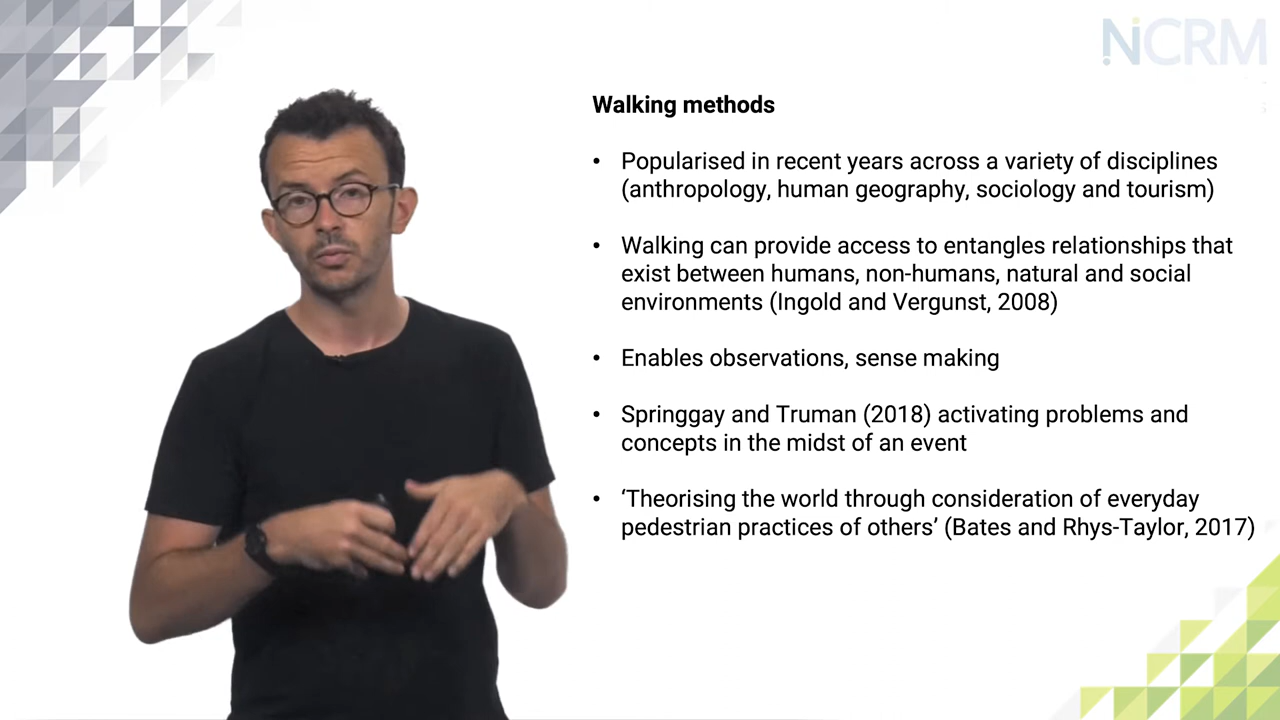 NCRM
Walking methods
• Popularised in recent years across a variety of disciplines
(anthropology, human geography, sociology and tourism)
• Walking can provide access to entangles relationships that
exist between humans, non-humans, natural and social
environments (Ingold and Vergunst, 2008)
• Enables observations, sense making
• Springgay and Truman (2018) activating problems and
concepts in the midst of an event
• ‘Theorising the world through consideration of everyday
pedestrian practices of others’ (Bates and Rhys-Taylor, 2017)